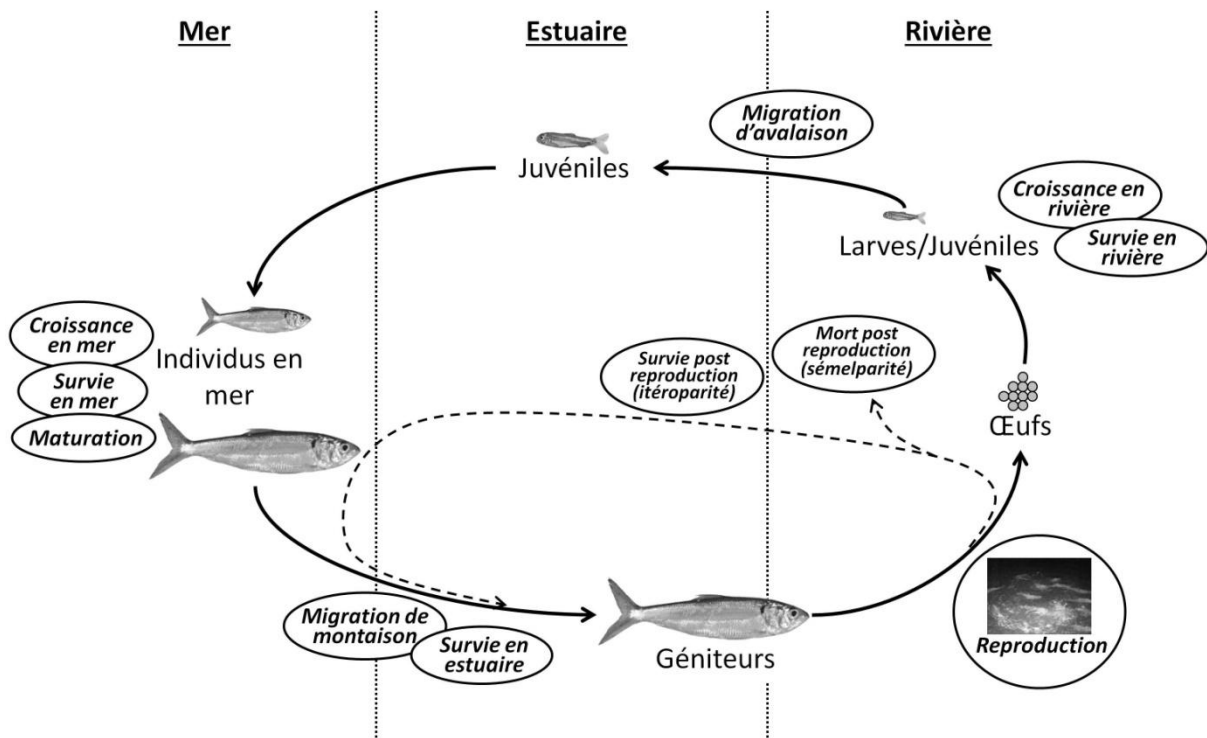 Mer
Estuaire
Rivière
Migration
d'avalaison
Juvéniles
Croissance en
rivière
Survie en
rivière
Larves/Juvéniles
Croissance
en mer
Survie
en mer
Maturation
Individus en
mer
Survie post
reproduction
(itéroparité)
Mort post
reproduction
(sémelparité)
Œufs
Migration de
montaison
Survie en
estuaire
Géniteurs
Reproduction